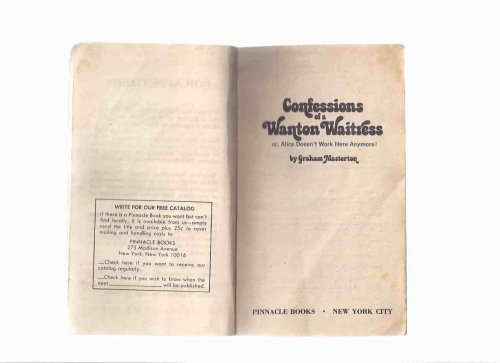 WRITE FOR OUR FREE CATALOG
If there is a Pinnacle Book you want but can't
find locally, it is available from us—simply
send the title and price plus 25¢ to cover
mailing and handling costs to:
PINNACLE BOOKS
275 Madison Avenue
New York, New York 10016
__Check here if you want to receive our
catalog regularly.
__Check here if you wish to know when the
next__________will be published.
Confessions
of a
Wanton Waitress
or, Alice Doesn't Work Here Anymore!
by Graham Masterton
PINNACLE BOOKS • NEW YORK CITY